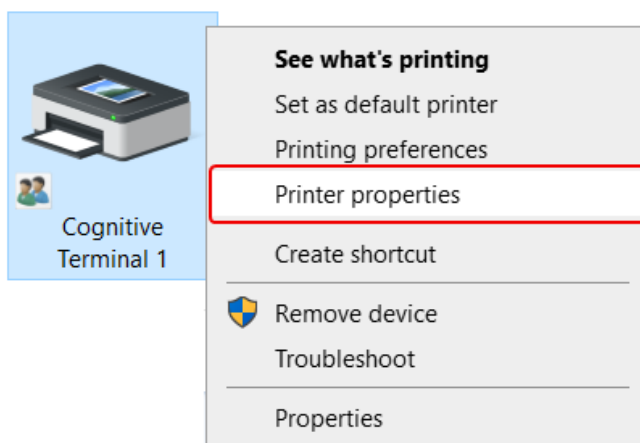 Cognitive
Terminal 1
See what's printing
Set as default printer
Printing preferences
Printer properties
Create shortcut
Remove device
Troubleshoot
Properties